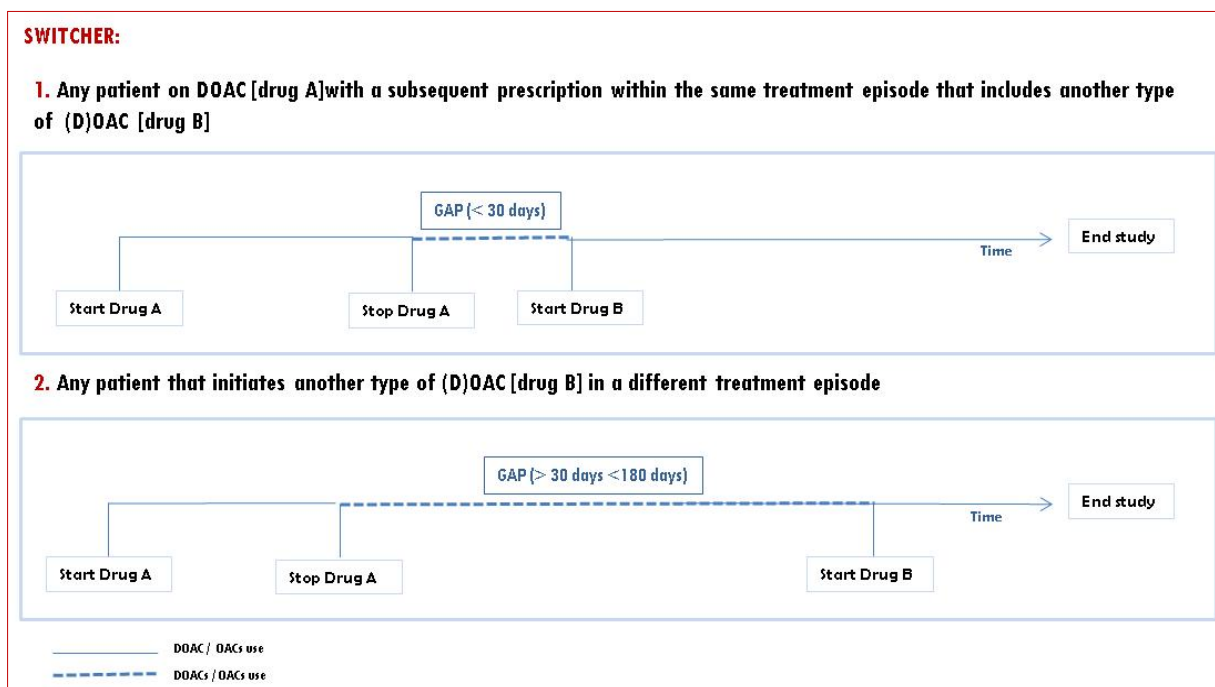 SWITCHER:
1. Any patient on DOAC [drug A]with a subsequent prescription within the same treatment episode that includes another type
of (D)OAC [drug B]
GAP (< 30 days)
End study
Time
Start Drug A
Stop Drug A
Start Drug B
2. Any patient that initiates another type of (D)OAC [drug B] in a different treatment episode
GAP (> 30 days <180 days)
End study
Time
Start Drug A
Stop Drug A
Start Drug B
DOAC / OACs use
DOACs / OACs use